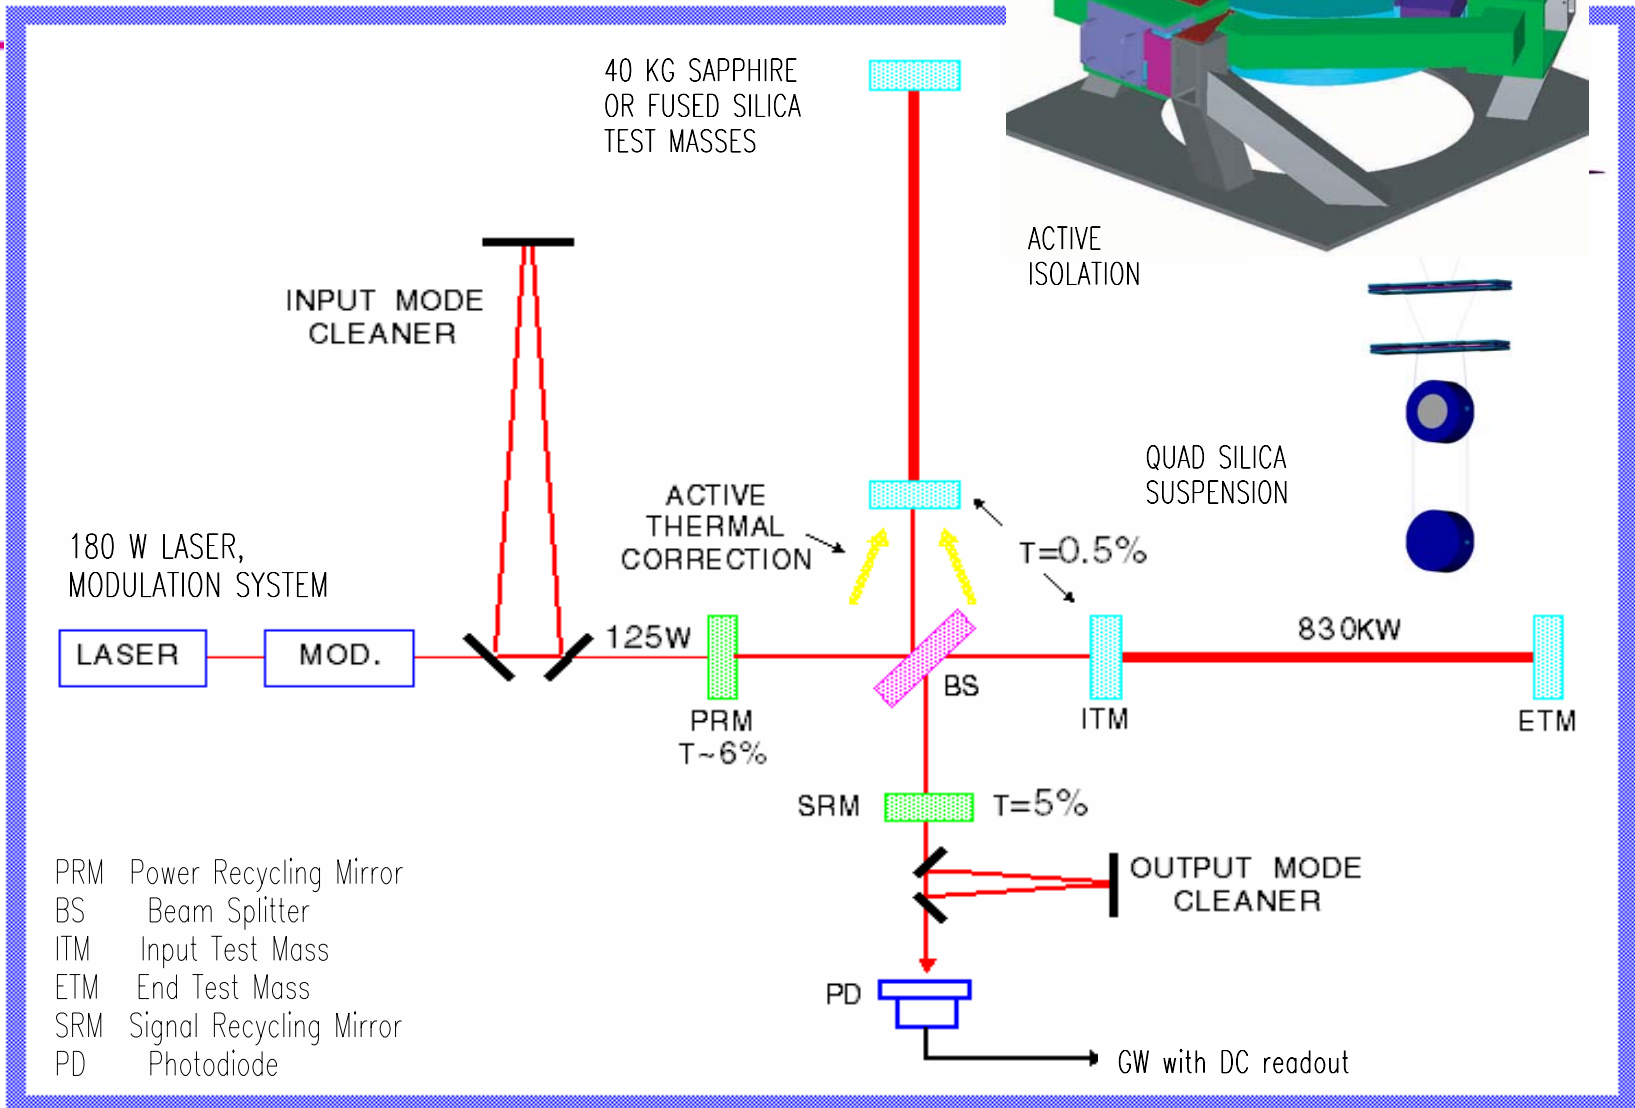 40 KG SAPPHIRE
OR FUSED SILICA
TEST MASSES
ACTIVE
ISOLATION
INPUT MODE
CLEANER
QUAD SILICA
SUSPENSION
ACTIVE
THERMAL
CORRECTION
T=0.5%
180 W LASER,
MODULATION SYSTEM
LASER
MOD.
125W
830KW
BS
PRM
T~6%
ITM
ETM
SRM
T=5%
OUTPUT MODE
CLEANER
PD
GW with DC readout
PRM Power Recycling Mirror
BS Beam Splitter
ITM Input Test Mass
ETM End Test Mass
SRM Signal Recycling Mirror
PD Photodiode